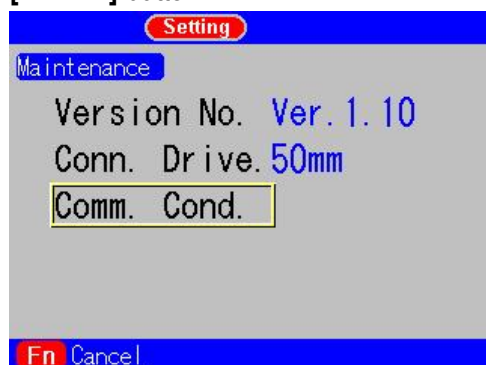 Setting
Maintenance
Version No. Ver.1.10
Conn. Drive. 50mm
Comm. Cond.
Fn Cancel